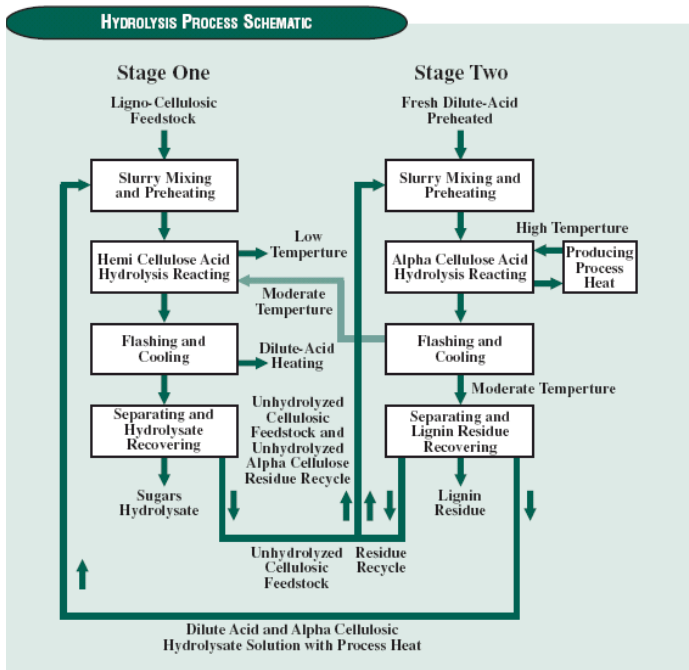 HYDROLYSIS PROCESS SCHEMATIC
Stage One
Ligno-Cellulosic
Feedstock
Slurry Mixing
and Preheating
Hemi Cellulose Acid
Hydrolysis Reacting
Low
Temperture
Moderate
Temperture
Flashing and
Cooling
Dilute-Acid
Heating
Separating and
Hydrolysate
Recovering
Sugars
Hydrolysate
Unhydrolyzed
Cellulosic
Feedstock and
Unhydrolyzed
Alpha Cellulose
Residue Recycle
Stage Two
Fresh Dilute-Acid
Preheated
Slurry Mixing and
Preheating
High Temperture
Alpha Cellulose Acid
Hydrolysis Reacting
Producing
Process
Heat
Flashing and
Cooling
Moderate Temperture
Separating and
Lignin Residue
Recovering
Lignin
Residue
Unhydrolyzed
Cellulosic
Feedstock
Residue
Recycle
Dilute Acid and Alpha Cellulosic
Hydrolysate Solution with Process Heat